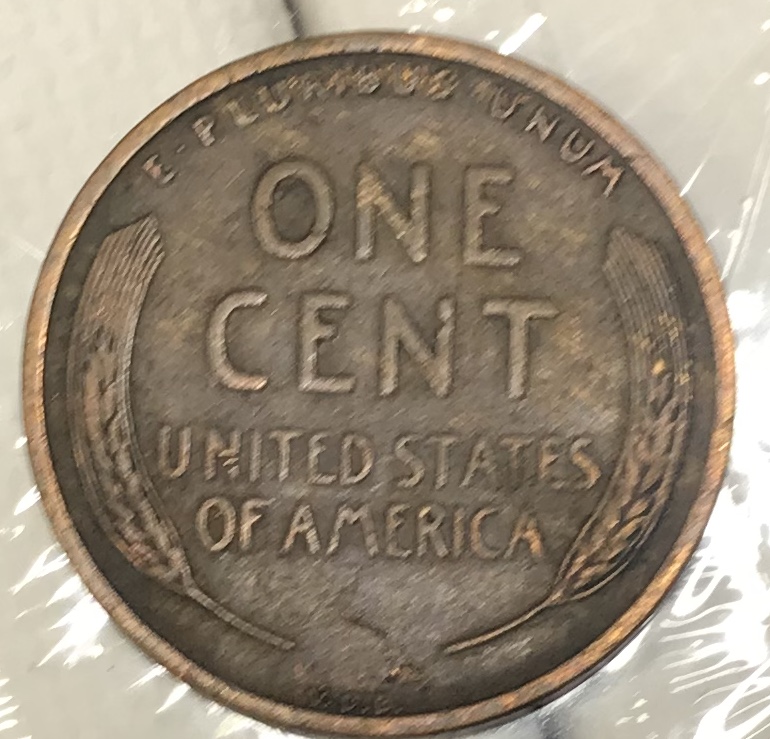 E · PLURIBUS · UNUM
ONE
CENT
UNITED STATES
OF AMERICA
V.D.B.